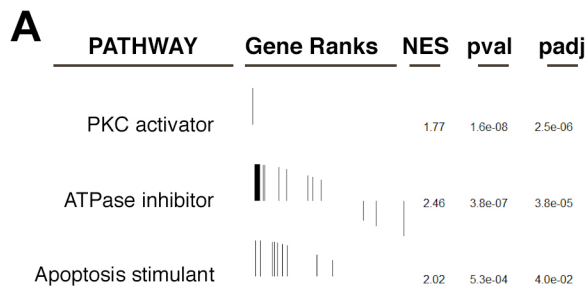 A
PATHWAY Gene Ranks NES pval padj
PKC activator 1.77 1.6e-08 2.5e-06
ATPase inhibitor 2.46 3.8e-07 3.8e-05
Apoptosis stimulant 2.02 5.3e-04 4.0e-02